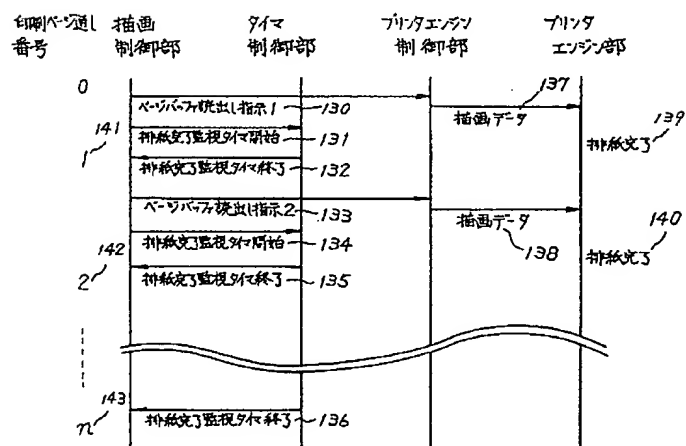 印刷ページ通し番号
描画制御部
タイマ制御部
プリンタエンジン制御部
プリンタエンジン部
0
ページバッファ読出し指示1
130
137
描画データ
141
排紙完了監視タイマ開始
131
139
排紙完了
1
排紙完了監視タイマ終了
132
ページバッファ読出し指示2
133
描画データ
138
142
排紙完了監視タイマ開始
134
140
排紙完了
2
排紙完了監視タイマ終了
135
143
n
排紙完了監視タイマ終了
136